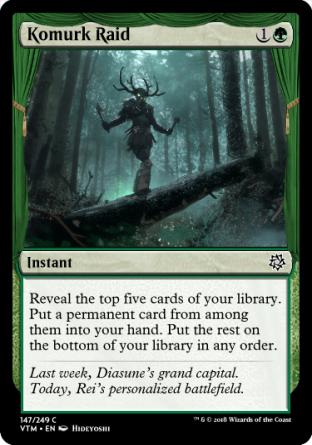 Komurk Raid 1
Instant
Reveal the top five cards of your library.
Put a permanent card from among
them into your hand. Put the rest on
the bottom of your library in any order.
Last week, Diasune's grand capital.
Today, Rei's personalized battlefield.
147/249 C
VTM • EN HIDEYOSHI
™ & © 2018 Wizards of the Coast